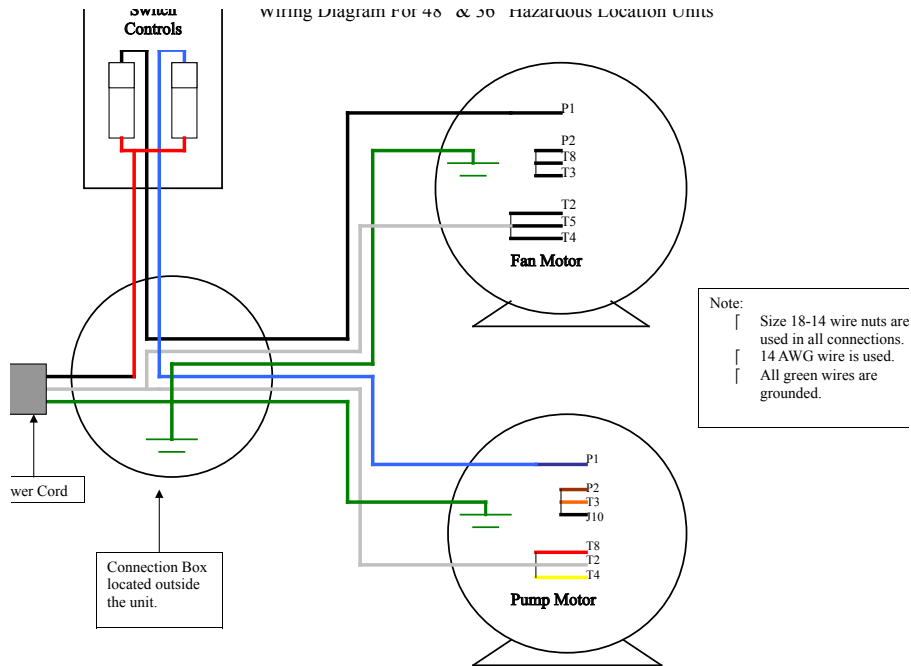 Wiring Diagram For 48" & 36" Hazardous Location Units
Switch
Controls
P1
P2
T8
T3
T2
T5
T4
Fan Motor
Note:
⌈ Size 18-14 wire nuts are
used in all connections.
⌈ 14 AWG wire is used.
⌈ All green wires are
grounded.
P1
P2
T3
J10
T8
T2
T4
Pump Motor
wer Cord
Connection Box
located outside
the unit.